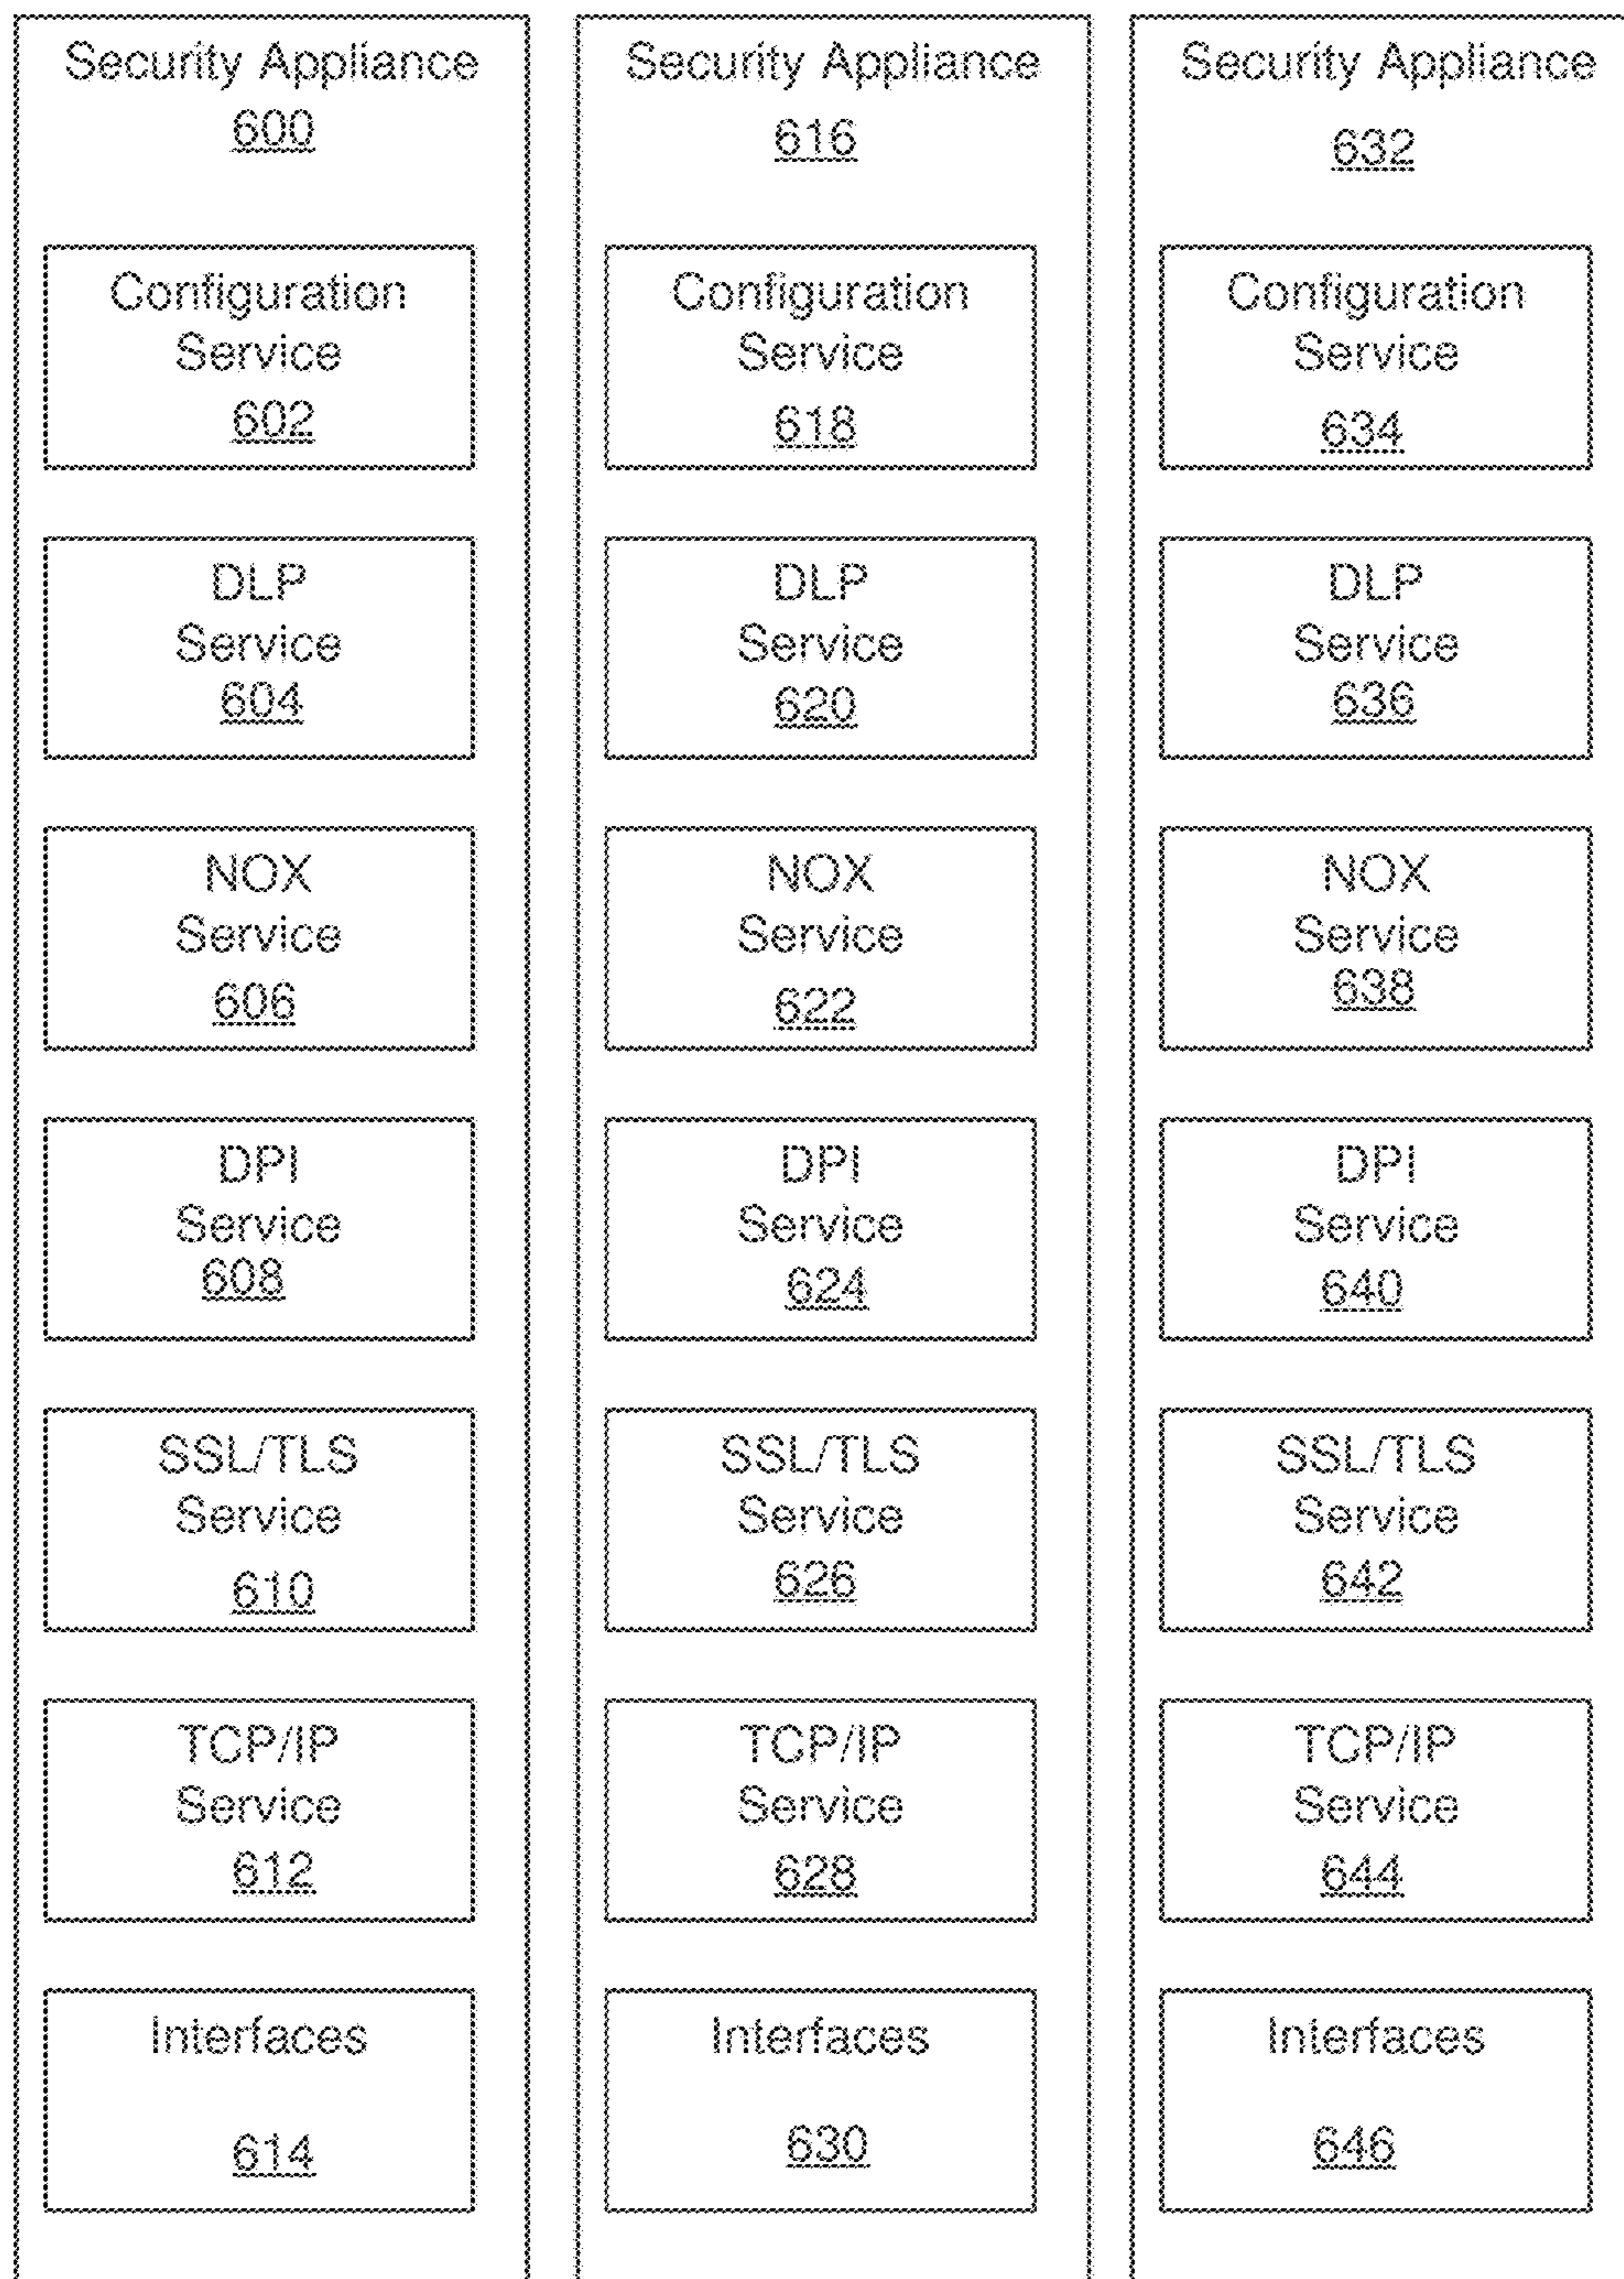 Security Appliance
600
Configuration
Service
602
DLP
Service
604
NOX
Service
606
DPI
Service
608
SSL/TLS
Service
610
TCP/IP
Service
612
Interfaces
614
Security Appliance
616
Configuration
Service
618
DLP
Service
620
NOX
Service
622
DPI
Service
624
SSL/TLS
Service
626
TCP/IP
Service
628
Interfaces
630
Security Appliance
632
Configuration
Service
634
DLP
Service
636
NOX
Service
638
DPI
Service
640
SSL/TLS
Service
642
TCP/IP
Service
644
Interfaces
646